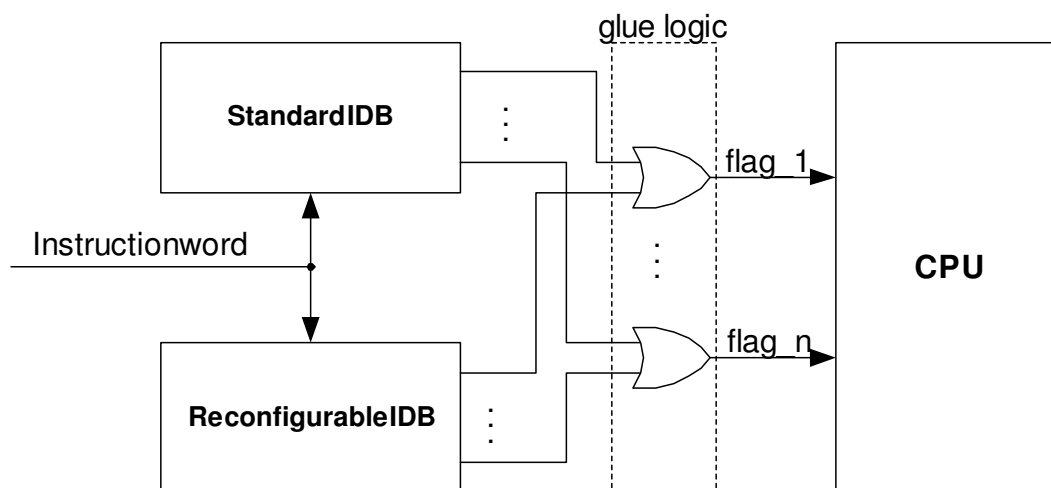 glue logic
StandardIDB
flag_1
Instructionword
CPU
flag_n
ReconfigurableIDB